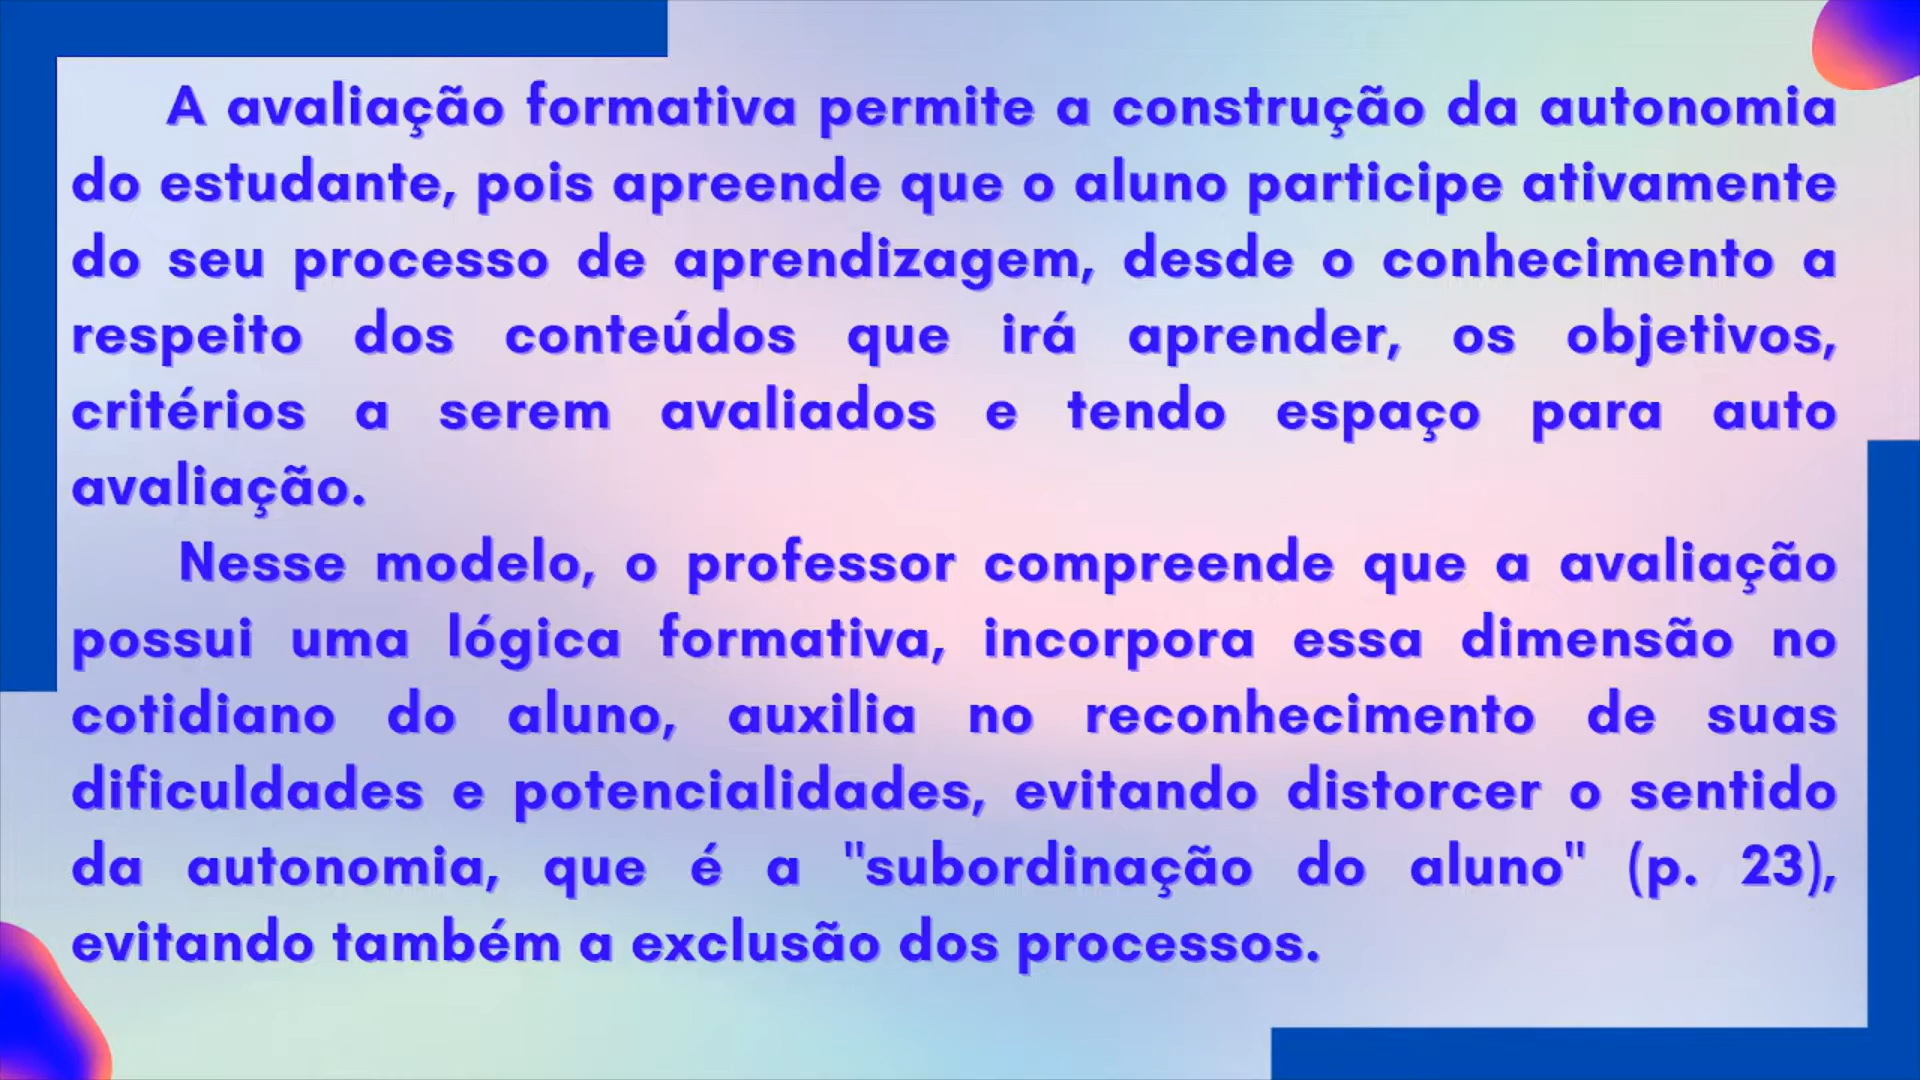 A avaliação formativa permite a construção da autonomia
do estudante, pois apreende que o aluno participe ativamente
do seu processo de aprendizagem, desde o conhecimento a
respeito dos conteúdos que irá aprender, os objetivos,
critérios a serem avaliados e tendo espaço para auto
avaliação.
Nesse modelo, o professor compreende que a avaliação
possui uma lógica formativa, incorpora essa dimensão no
cotidiano do aluno, auxilia no reconhecimento de suas
dificuldades e potencialidades, evitando distorcer o sentido
da autonomia, que é a "subordinação do aluno" (p. 23),
evitando também a exclusão dos processos.